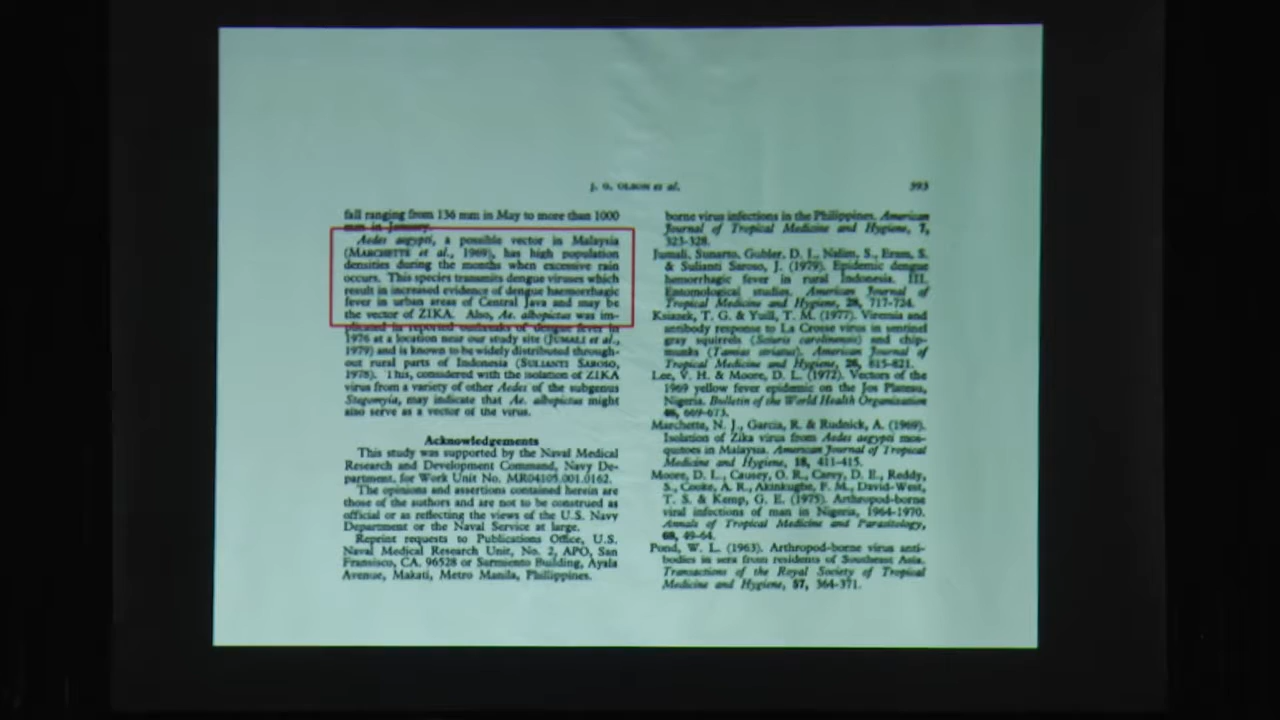 J. G. OLSON et al.
393
fall ranging from 136 mm in May to more than 1000
mm in January.
Aedes aegypti, a possible vector in Malaysia
(MARCHETTE et al., 1969), has high population
densities during the months when excessive rain
occurs. This species transmits dengue viruses which
result in increased evidence of dengue haemorrhagic
fever in urban areas of Central Java and may be
the vector of ZIKA. Also, Ae. albopictus was im-
plicated in reported outbreaks of dengue fever in
1976 at a location near our study site (JUMALI et al.,
1979) and is known to be widely distributed through-
out rural parts of Indonesia (SULIANTI SAROSO,
1978). This, considered with the isolation of ZIKA
virus from a variety of other Aedes of the subgenus
Stegomyia, may indicate that Ae. albopictus might
also serve as a vector of the virus.
Acknowledgements
This study was supported by the Naval Medical
Research and Development Command, Navy De-
partment, for Work Unit No. MR04105.001.0162.
The opinions and assertions contained herein are
those of the authors and are not to be construed as
official or as reflecting the views of the U.S. Navy
Department or the Naval Service at large.
Reprint requests to Publications Office, U.S.
Naval Medical Research Unit, No. 2, APO, San
Fransisco, CA. 96528 or Sarmiento Building, Ayala
Avenue, Makati, Metro Manila, Phillippines.
borne virus infections in the Philippines. American
Journal of Tropical Medicine and Hygiene, 7,
323-328.
Jumali, Sunarto, Gubler, D. J., Nalim, S., Eram, S.
& Sulianti Saroso, J. (1979). Epidemic dengue
hemorrhagic fever in rural Indonesia. III.
Entomological studies. American Journal of
Tropical Medicine and Hygiene, 28, 717-724.
Ksiazek, T. G. & Yuill, T. M. (1977). Viremia and
antibody response to La Crosse virus in sentinel
gray squirrels (Sciuris carolinensis) and chip-
munks (Tamias striatus). American Journal of
Tropical Medicine and Hygiene, 26, 815-821.
Lee, V. H. & Moore, D. L. (1972). Vectors of the
1969 yellow fever epidemic on the Jos Plateau,
Nigeria. Bulletin of the World Health Organization
46, 669-673.
Marchette, N. J., Garcia, R. & Rudnick, A. (1969).
Isolation of Zika virus from Aedes aegypti mos-
quitoes in Malaysia. American Journal of Tropical
Medicine and Hygiene, 18, 411-415.
Moore, D. L., Causey, O. R., Carey, D. E., Reddy,
S., Cooke, A. R., Akinkugbe, F. M., David-West,
T. S. & Kemp, G. E. (1975). Arthropod-borne
viral infections of man in Nigeria, 1964-1970.
Annals of Tropical Medicine and Parasitology,
69, 49-64.
Pond, W. L. (1963). Arthropod-borne virus anti-
bodies in sera from residents of Southeast Asia.
Transactions of the Royal Society of Tropical
Medicine and Hygiene, 57, 364-371.